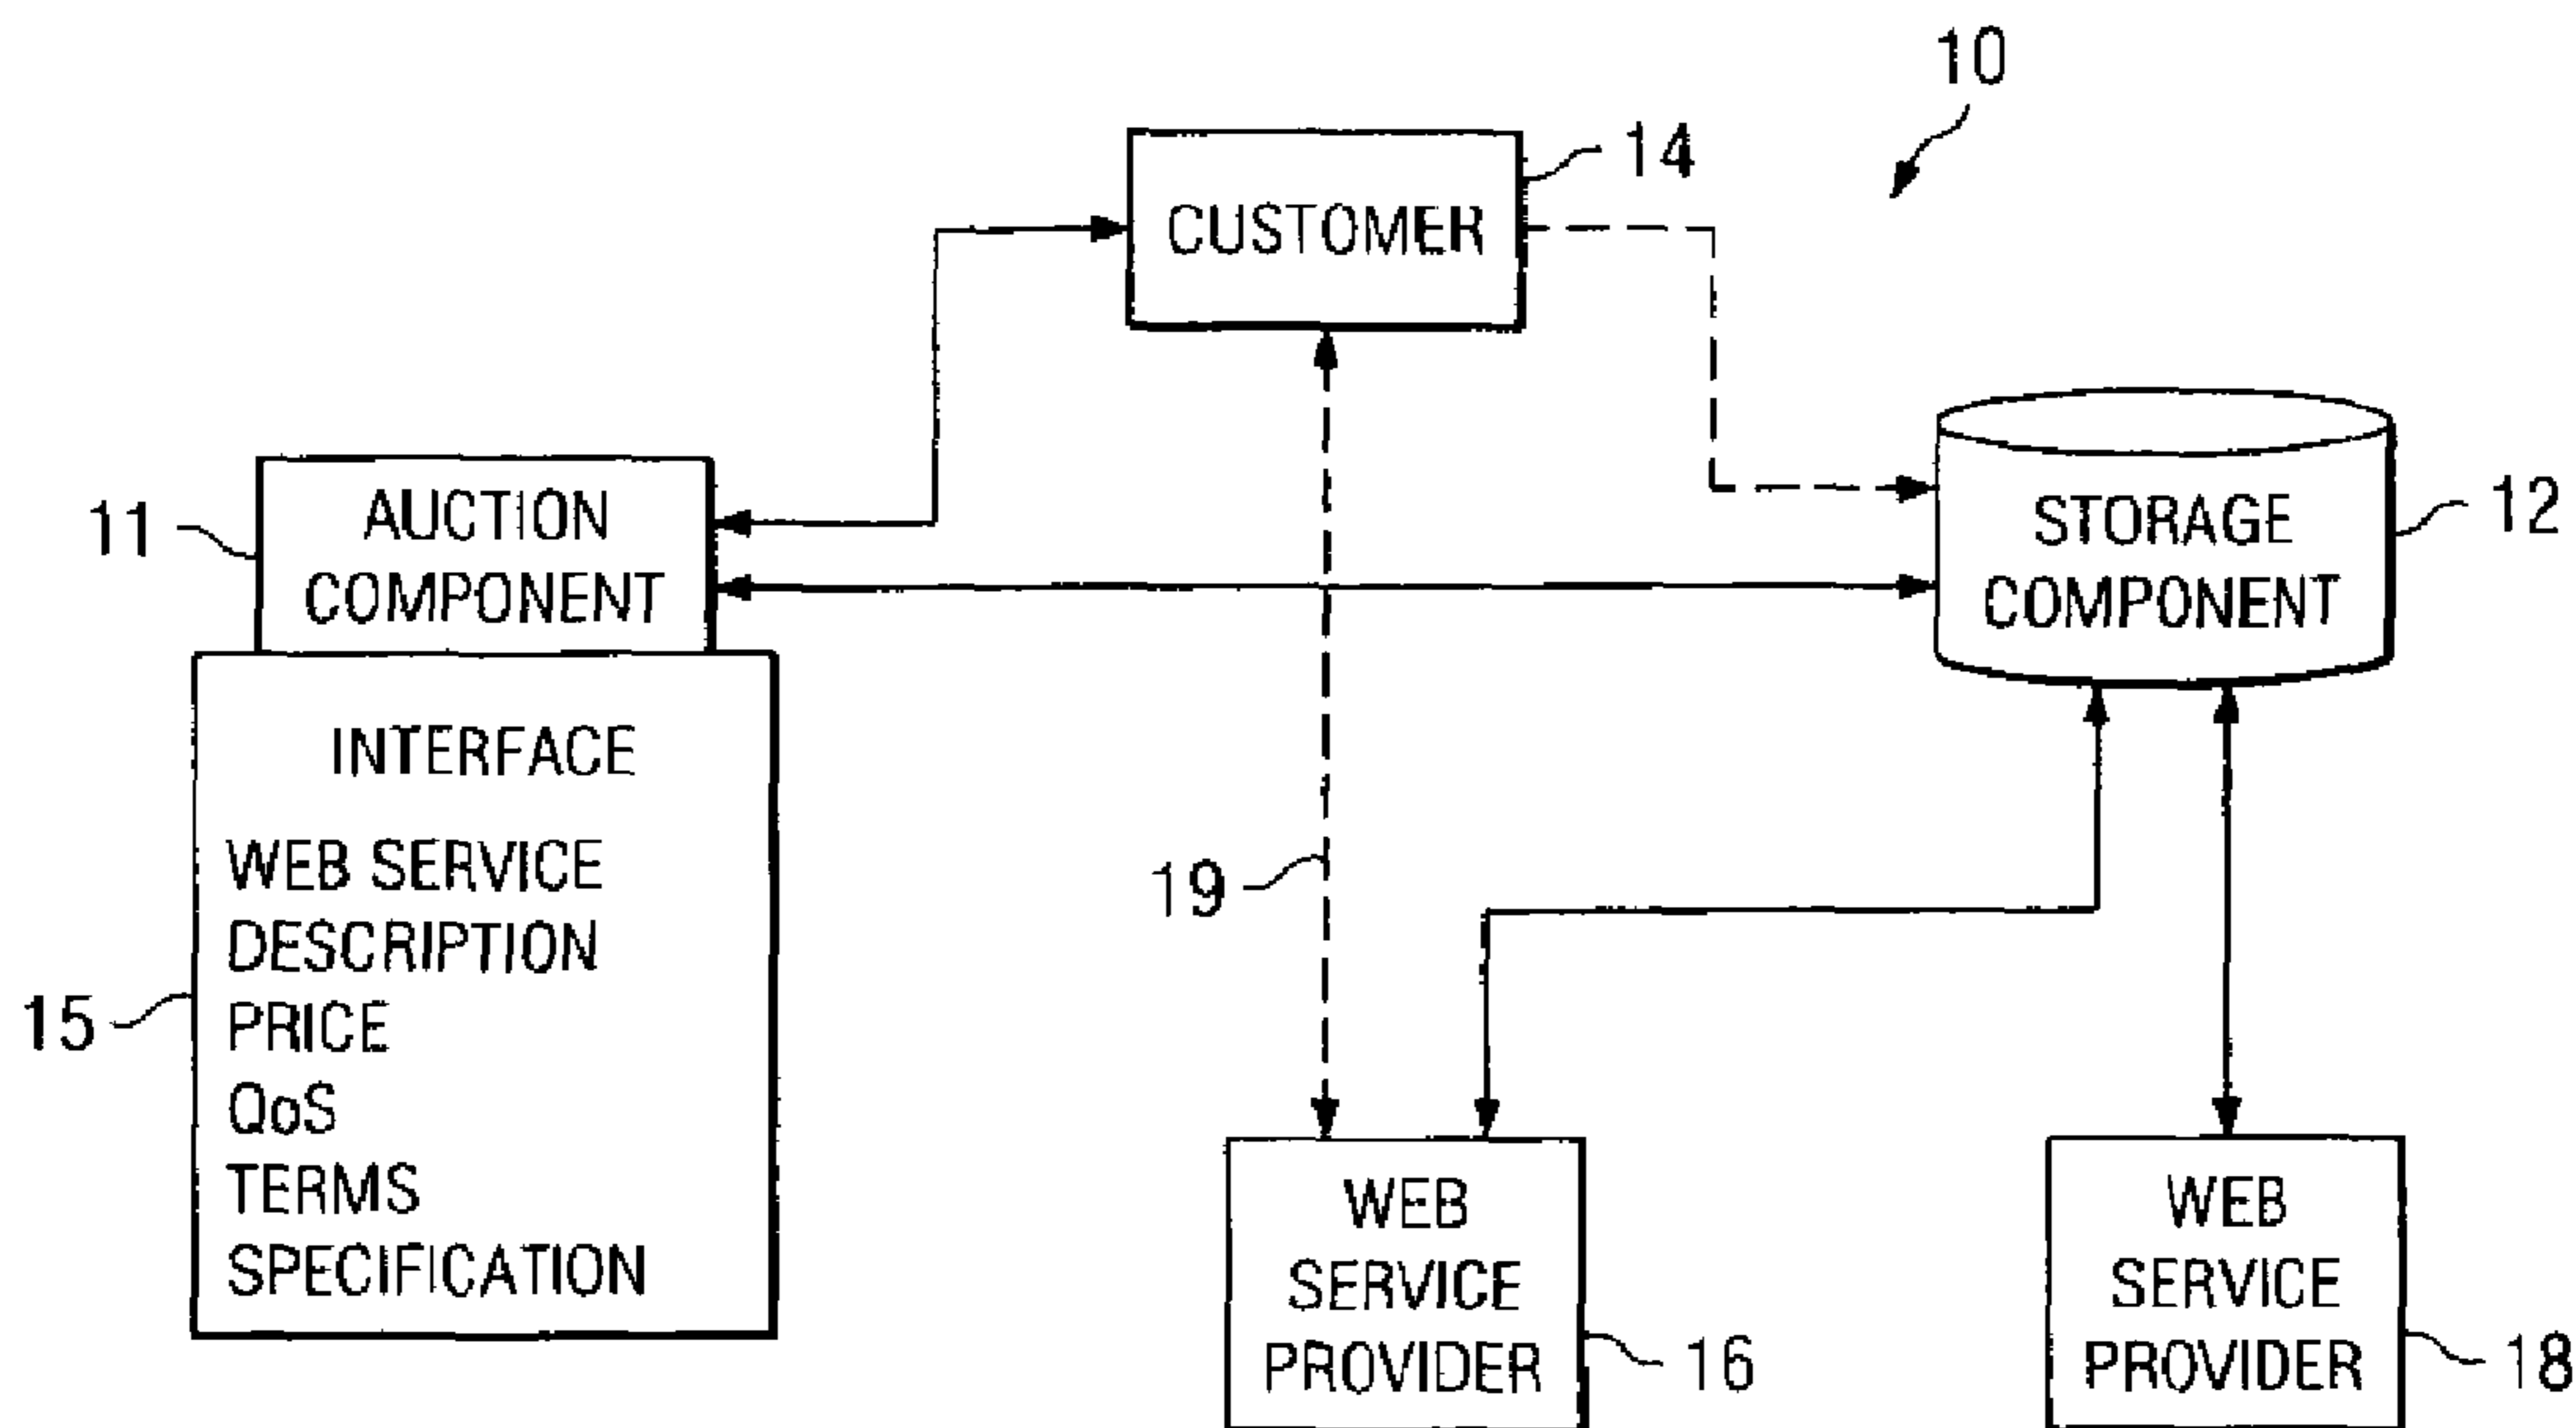 10
14
CUSTOMER
11
AUCTION
COMPONENT
12
STORAGE
COMPONENT
INTERFACE
WEB SERVICE
DESCRIPTION
PRICE
QoS
TERMS
SPECIFICATION
15
19
WEB
SERVICE
PROVIDER
16
WEB
SERVICE
PROVIDER
18